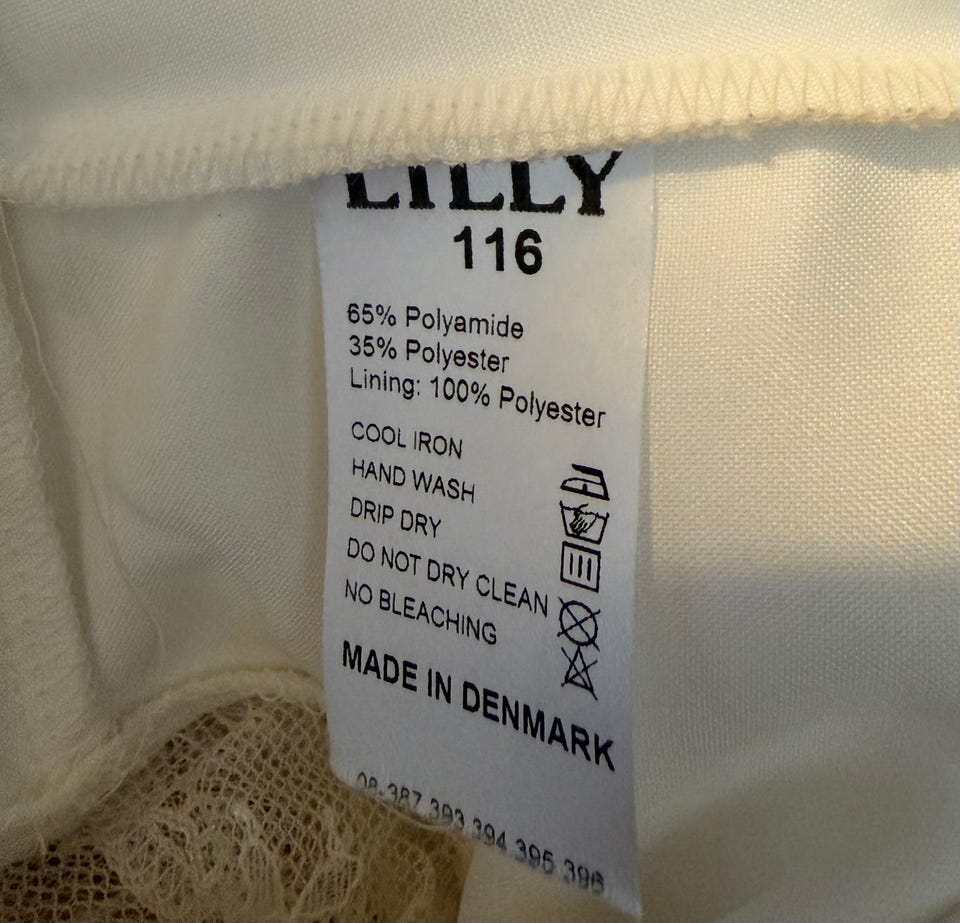 LILLY
116
65% Polyamide
35% Polyester
Lining: 100% Polyester
COOL IRON
HAND WASH
DRIP DRY
DO NOT DRY CLEAN
NO BLEACHING
MADE IN DENMARK
08-387 393 394 395 396